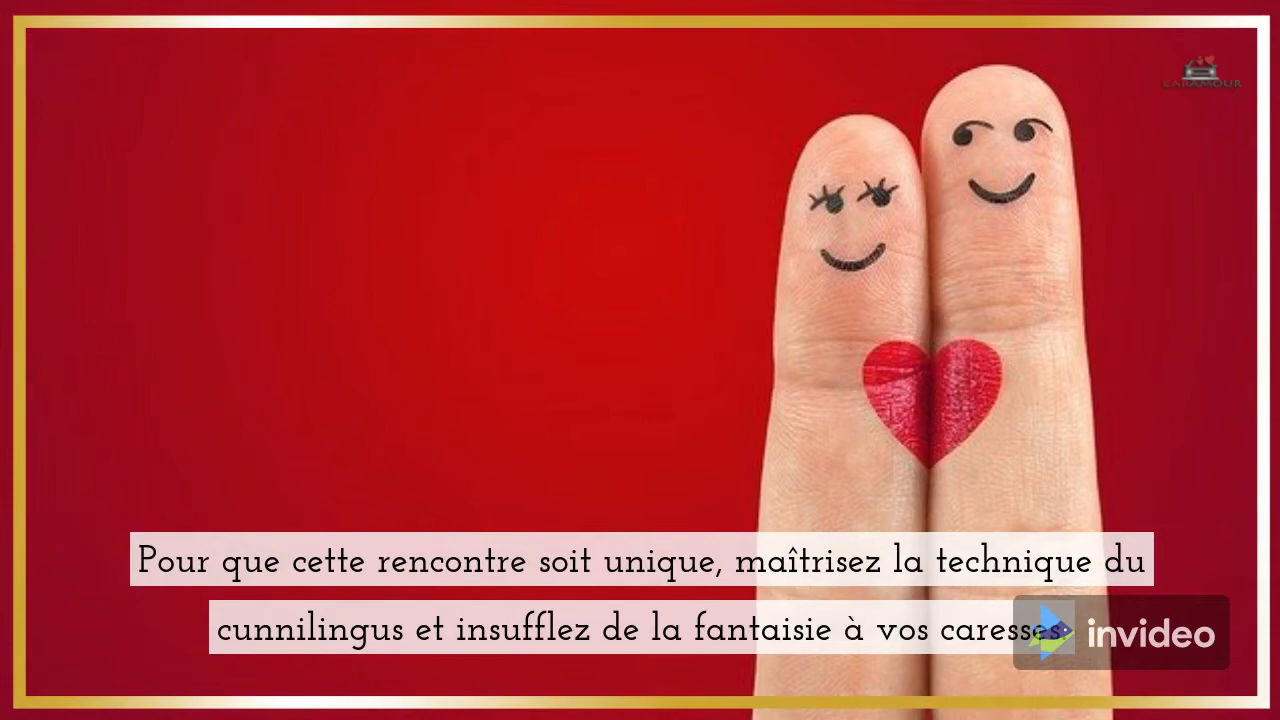 CARAMOUR
Pour que cette rencontre soit unique, maîtrisez la technique du
cunnilingus et insufflez de la fantaisie à vos caresses.
invideo